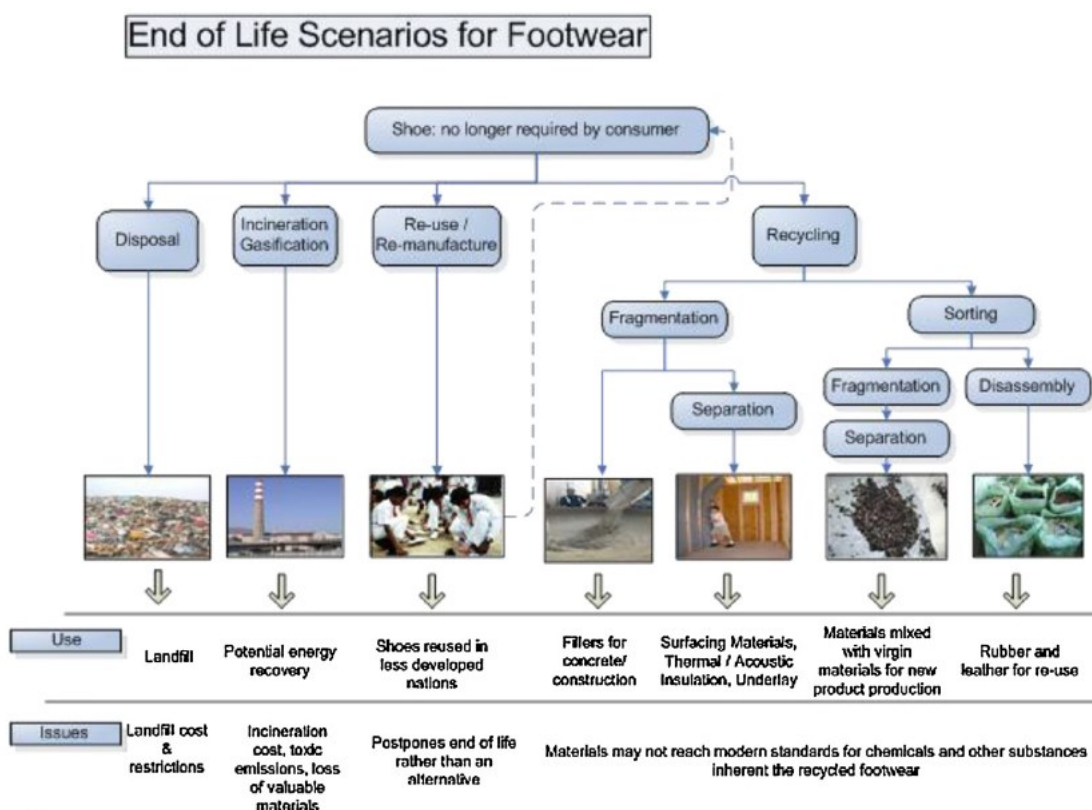 End of Life Scenarios for Footwear
Shoe: no longer required by consumer
Disposal
Incineration
Gasification
Re-use /
Re-manufacture
Recycling
Fragmentation
Sorting
Separation
Fragmentation
Separation
Disassembly
Use
Landfill
Potential energy
recovery
Shoes reused in
less developed
nations
Fillers for
concrete/
construction
Surfacing Materials,
Thermal / Acoustic
Insulation, Underlay
Materials mixed
with virgin
materials for new
product production
Rubber and
leather for re-use
Issues
Landfill cost
&
restrictions
Incineration
cost, toxic
emissions, loss
of valuable
materials
Postpones end of life
rather than an
alternative
Materials may not reach modern standards for chemicals and other substances
inherent the recycled footwear